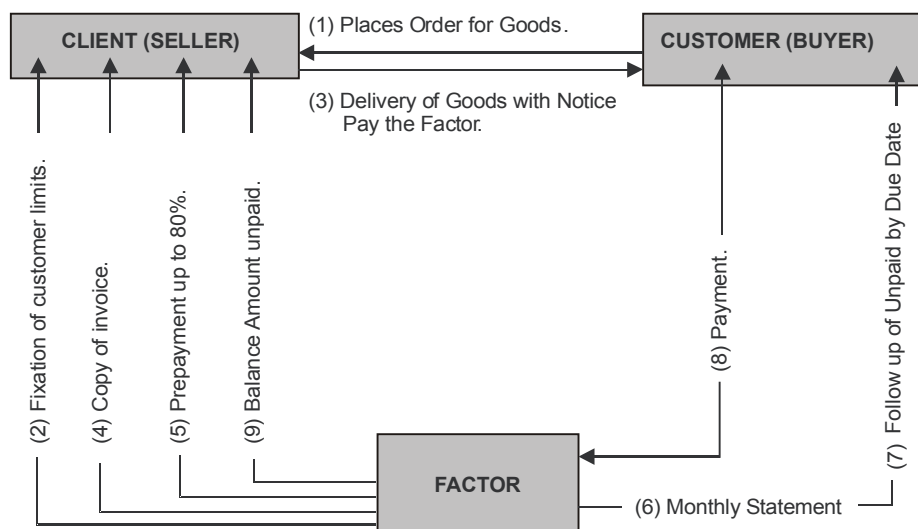 (1) Places Order for Goods.
CLIENT (SELLER)
CUSTOMER (BUYER)
(3) Delivery of Goods with Notice
Pay the Factor.
(2) Fixation of customer limits.
(4) Copy of invoice.
(5) Prepayment up to 80%.
(9) Balance Amount unpaid.
(8) Payment.
(7) Follow up of Unpaid by Due Date
FACTOR
(6) Monthly Statement